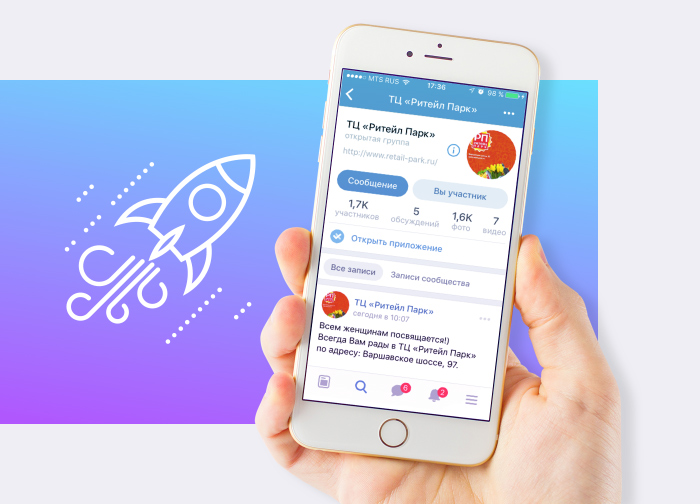 MTS RUS 17:36 98 %
ТЦ «Ритейл Парк»
ТЦ «Ритейл Парк»
открытая группа
http://www.retail-park.ru/
РП
Сообщение Вы участник
1,7K 5 1,6K 7
участников обсуждений фото видео
Открыть приложение
Все записи Записи сообщества
РП
ТЦ «Ритейл Парк»
сегодня в 10:07
Всем женщинам посвящается!)
Всегда Вам рады в ТЦ «Ритейл Парк»
по адресу: Варшавское шоссе, 97.
6 2